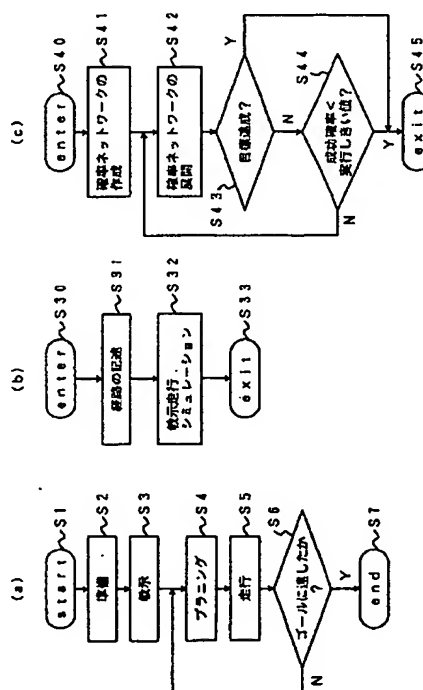 (a)
start
S1
準備
S2
教示
S3
プラニング
S4
走行
S5
ゴールに達したか
?
S6
N
Y
end
S7
(b)
enter
S30
経路の記述
S31
教示走行・
シミュレーション
S32
exit
S33
(c)
enter
S40
確率ネットワークの
作成
S41
確率ネットワークの
展開
S42
目標達成?
S43
Y
N
成功確率<
実行しきい位?
S44
N
Y
exit
S45